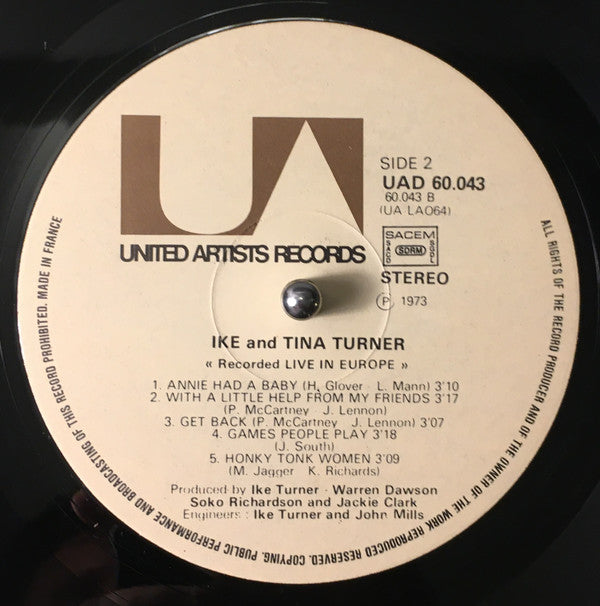 UA
SIDE 2
UAD 60.043
60.043 B
(UA LA064)
UNITED ARTISTS RECORDS
SACEM
SACD SDRM SGDL
STEREO
Ⓟ 1973
IKE and TINA TURNER
« Recorded LIVE IN EUROPE »
1. ANNIE HAD A BABY (H. Glover - L. Mann) 3'10
2. WITH A LITTLE HELP FROM MY FRIENDS 3'17
(P. McCartney - J. Lennon)
3. GET BACK (P. McCartney - J. Lennon) 3'07
4. GAMES PEOPLE PLAY 3'18
(J. South)
5. HONKY TONK WOMEN 3'09
(M. Jagger - K. Richards)
Produced by Ike Turner - Warren Dawson
Soko Richardson and Jackie Clark
Engineers : Ike Turner and John Mills
ALL RIGHTS OF THE RECORD PRODUCER AND OF THE OWNER OF THE WORK REPRODUCED RESERVED. COPYING, PUBLIC PERFORMANCE AND BROADCASTING OF THIS RECORD PROHIBITED. MADE IN FRANCE